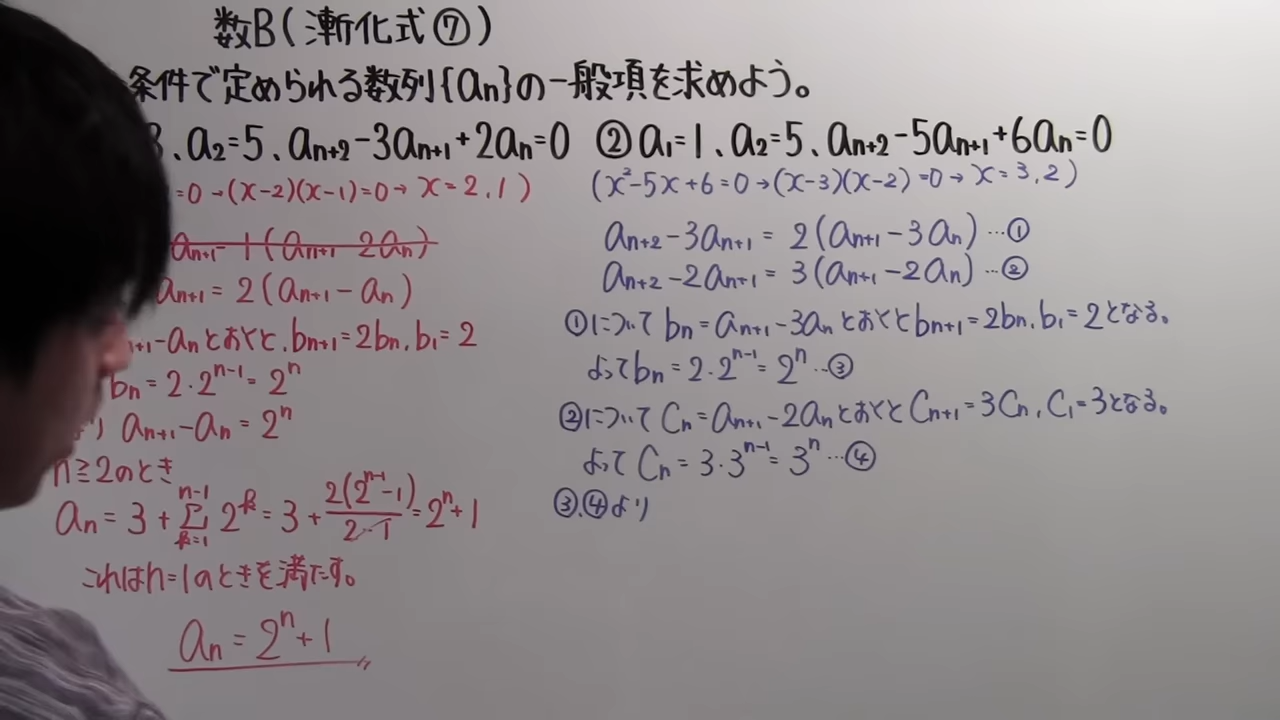 数B(漸化式⑦)
条件で定められる数列{an}の一般項を求めよう。
3、a₂=5、aₙ₊₂-3aₙ₊₁+2aₙ=0
=0→(x-2)(x-1)=0→x=2,1)
aₙ₊₁-1(aₙ₊₁-2aₙ)
aₙ₊₁=2(aₙ₊₁-aₙ)
ₙ₊₁-aₙとおくと、bₙ₊₁=2bₙ、b₁=2
bₙ=2・2ⁿ⁻¹=2ⁿ
り aₙ₊₁-aₙ=2ⁿ
n≧2のとき
aₙ=3+Σ[k=1→n-1]2ᵏ=3+2(2ⁿ⁻¹-1)/(2-1)=2ⁿ+1
これはn=1のときを満たす。
aₙ=2ⁿ+1
②a₁=1、a₂=5、aₙ₊₂-5aₙ₊₁+6aₙ=0
(x²-5x+6=0→(x-3)(x-2)=0→x=3,2)
aₙ₊₂-3aₙ₊₁=2(aₙ₊₁-3aₙ)…①
aₙ₊₂-2aₙ₊₁=3(aₙ₊₁-2aₙ)…②
①についてbₙ=aₙ₊₁-3aₙとおくとbₙ₊₁=2bₙ、b₁=2となる。
よってbₙ=2・2ⁿ⁻¹=2ⁿ…③
②についてCₙ=aₙ₊₁-2aₙとおくとCₙ₊₁=3Cₙ、C₁=3となる。
よってCₙ=3・3ⁿ⁻¹=3ⁿ…④
③、④より